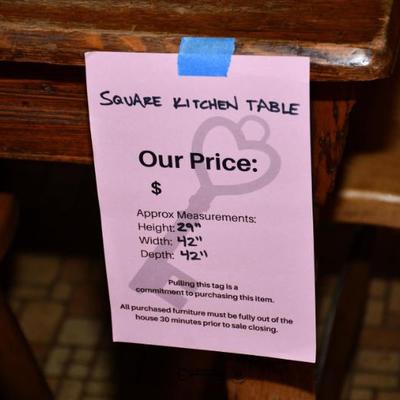 SQUARE KITCHEN TABLE
Our Price:
$
Approx Measurements:
Height: 29"
Width: 42"
Depth: 42"
Pulling this tag is a
commitment to purchasing this item.
All purchased furniture must be fully out of the
house 30 minutes prior to sale closing.